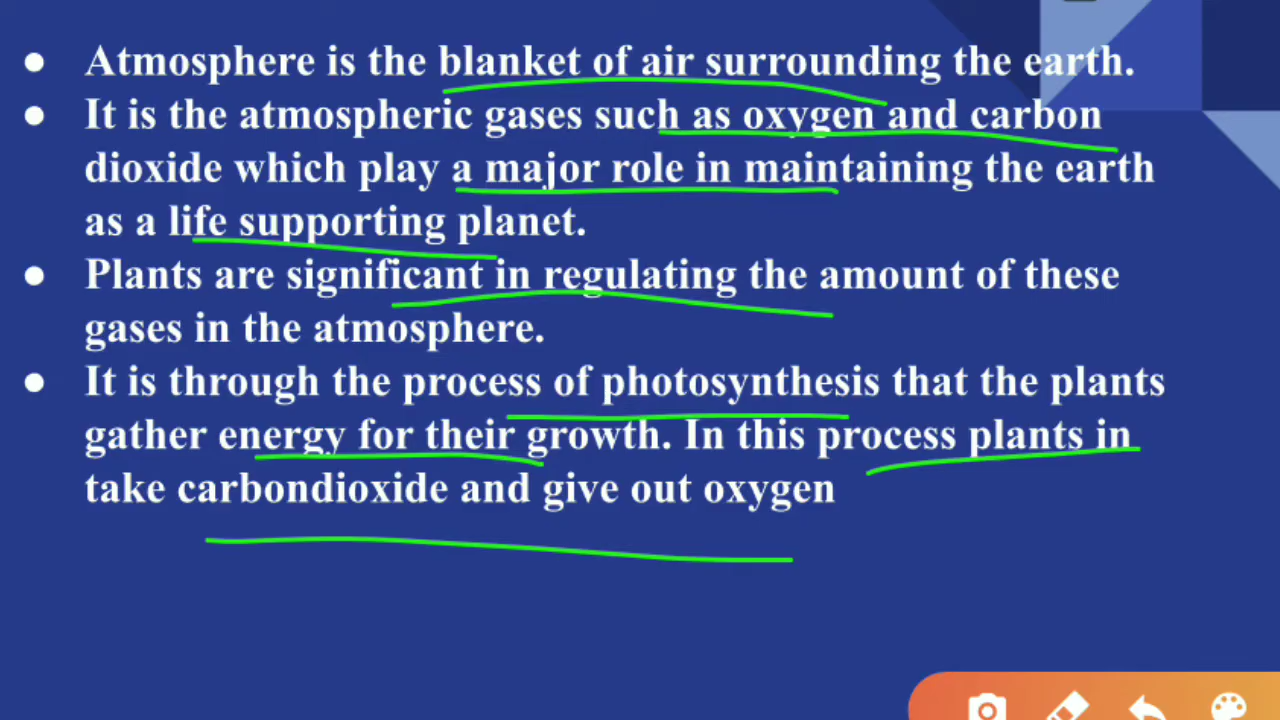 ● Atmosphere is the blanket of air surrounding the earth.
● It is the atmospheric gases such as oxygen and carbon
dioxide which play a major role in maintaining the earth
as a life supporting planet.
● Plants are significant in regulating the amount of these
gases in the atmosphere.
● It is through the process of photosynthesis that the plants
gather energy for their growth. In this process plants in
take carbondioxide and give out oxygen